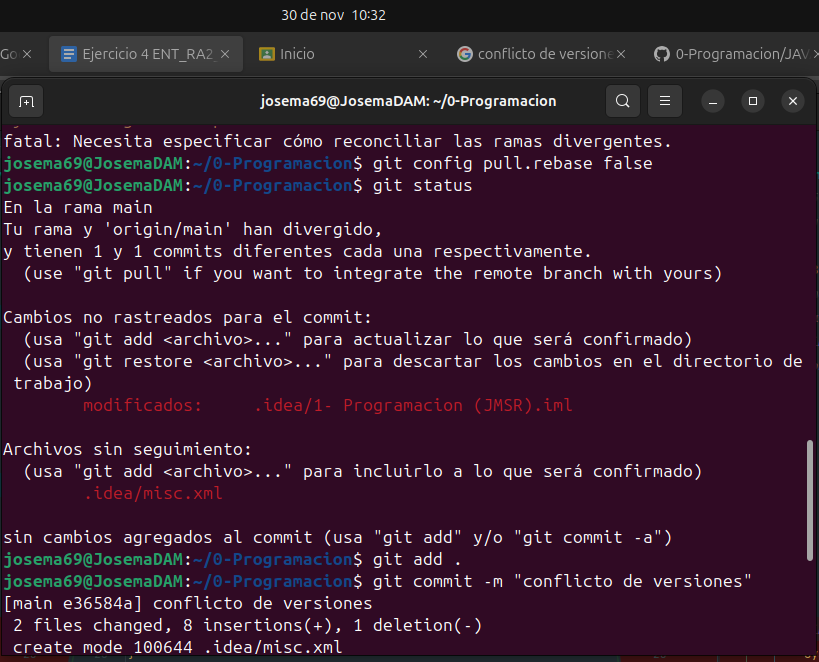 30 de nov 10:32
Go
Ejercicio 4 ENT_RA2_
Inicio
conflicto de versione
0-Programacion/JAV
josema69@JosemaDAM: ~/0-Programacion
fatal: Necesita especificar cómo reconciliar las ramas divergentes.
josema69@JosemaDAM:~/0-Programacion$ git config pull.rebase false
josema69@JosemaDAM:~/0-Programacion$ git status
En la rama main
Tu rama y 'origin/main' han divergido,
y tienen 1 y 1 commits diferentes cada una respectivamente.
(use "git pull" if you want to integrate the remote branch with yours)
Cambios no rastreados para el commit:
(usa "git add <archivo>..." para actualizar lo que será confirmado)
(usa "git restore <archivo>..." para descartar los cambios en el directorio de
trabajo)
modificados:     .idea/1- Programacion (JMSR).iml
Archivos sin seguimiento:
(usa "git add <archivo>..." para incluirlo a lo que será confirmado)
.idea/misc.xml
sin cambios agregados al commit (usa "git add" y/o "git commit -a")
josema69@JosemaDAM:~/0-Programacion$ git add .
josema69@JosemaDAM:~/0-Programacion$ git commit -m "conflicto de versiones"
[main e36584a] conflicto de versiones
2 files changed, 8 insertions(+), 1 deletion(-)
create mode 100644 .idea/misc.xml